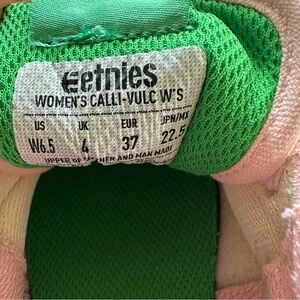 etnies
WOMEN'S CALLI-VULC W'S
US UK EUR JPN/MX
W6.5 4 37 22.5
UPPER OF AND MAN MADE